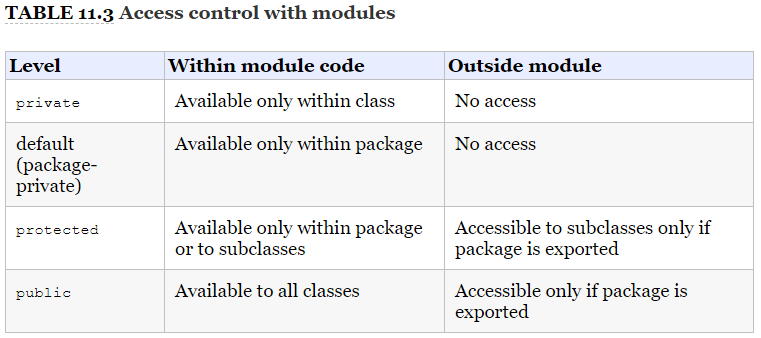 TABLE 11.3 Access control with modules
Level Within module code Outside module
private Available only within class No access
default Available only within package No access
(package-
private)
protected Available only within package Accessible to subclasses only if
or to subclasses package is exported
public Available to all classes Accessible only if package is
exported